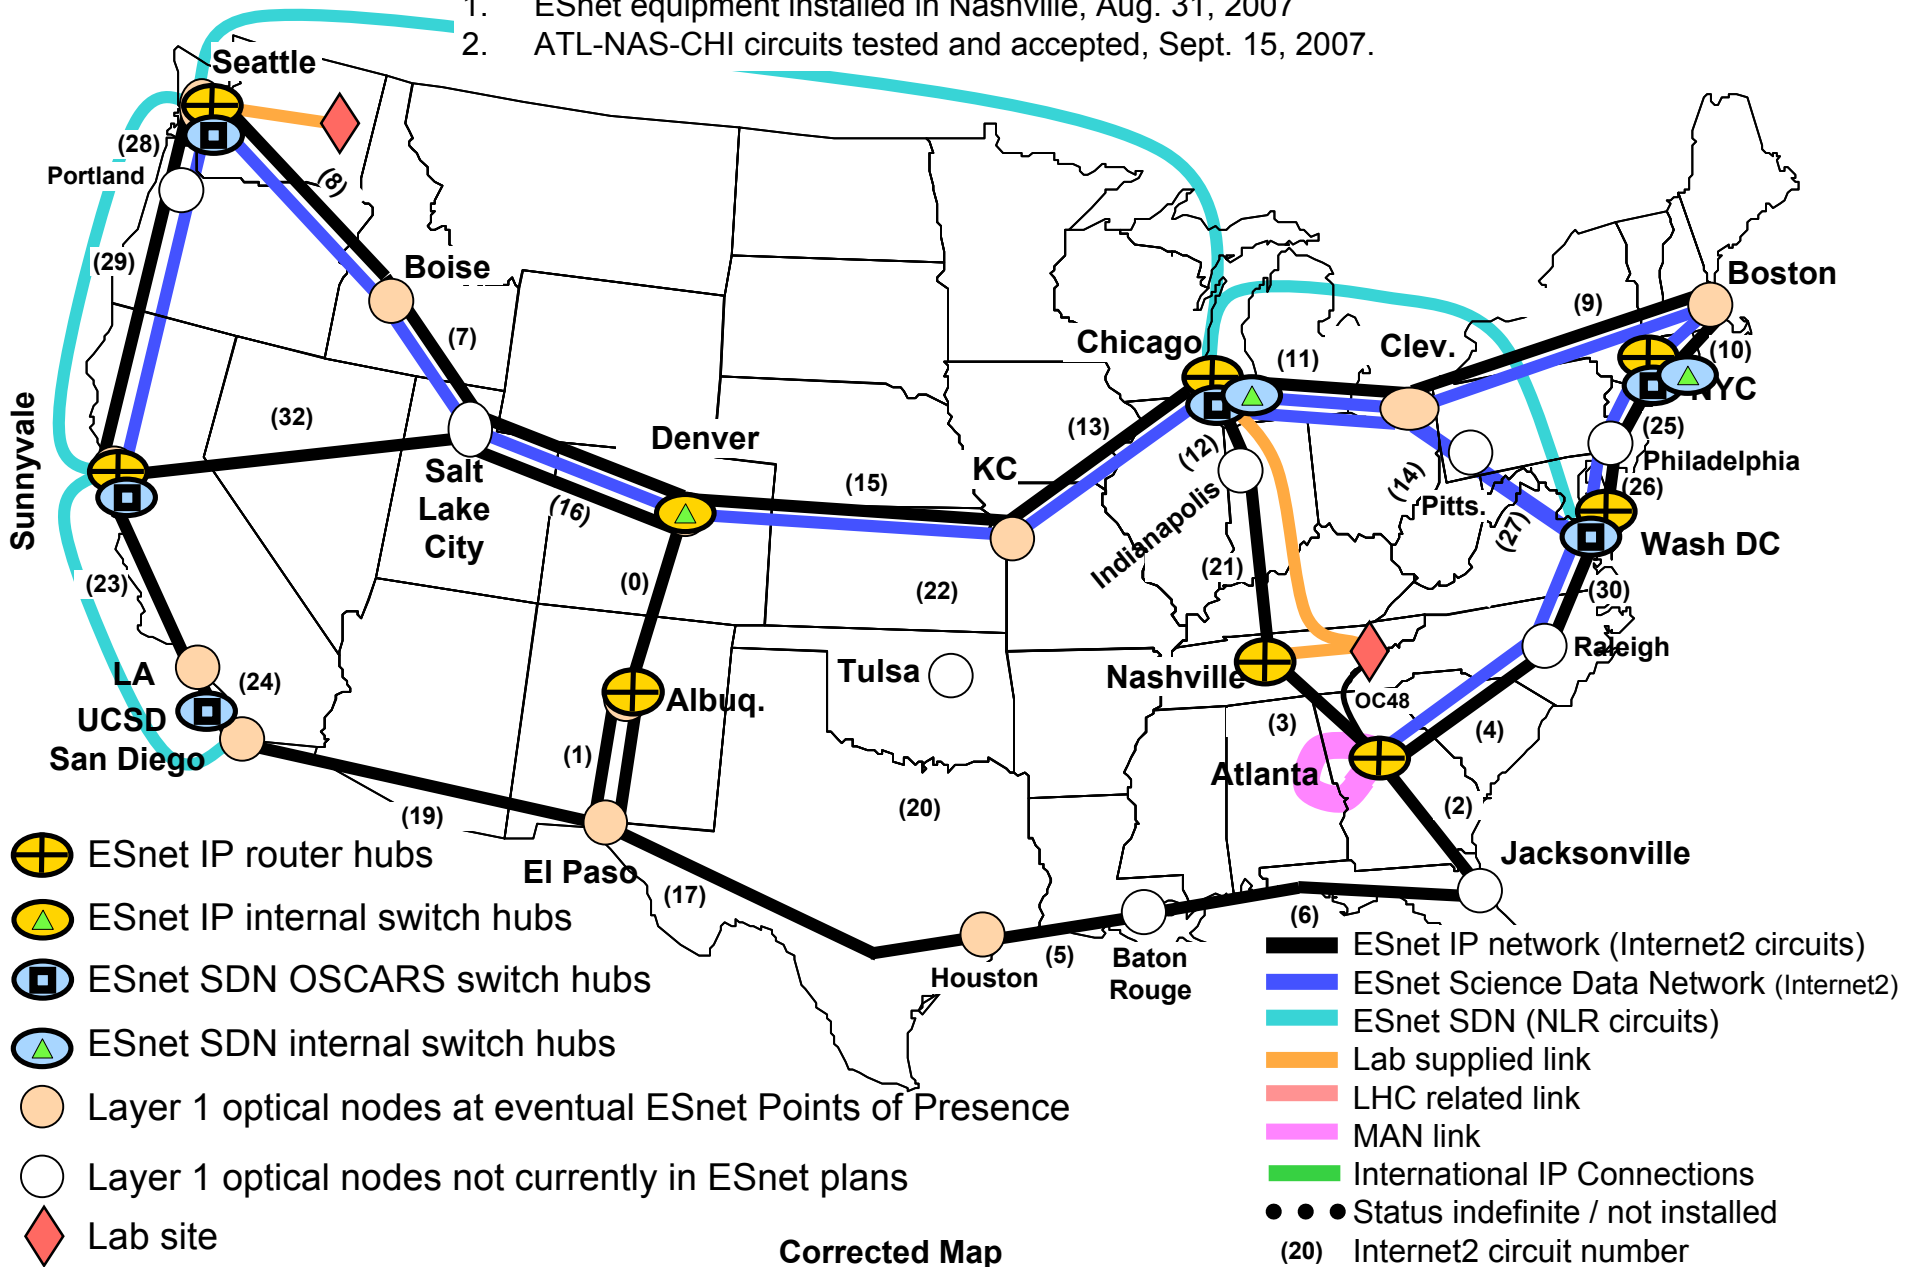 1. ESnet equipment installed in Nashville, Aug. 31, 2007
2. ATL-NAS-CHI circuits tested and accepted, Sept. 15, 2007.
Seattle
(28)
Portland
(8)
(29)
Boise
(7)
Boston
(9)
Chicago
(11)
Clev.
(10)
NYC
Sunnyvale
(32)
Salt
Lake
City
Denver
(16)
(15)
KC
(13)
(12)
Indianapolis
(14)
Pitts.
(27)
(25)
Philadelphia
(26)
Wash DC
(23)
(0)
(22)
(21)
(30)
Raleigh
LA
(24)
UCSD
San Diego
Albuq.
Tulsa
Nashville
OC48
(3)
(4)
(1)
Atlanta
(2)
(19)
(20)
El Paso
(17)
Jacksonville
(6)
Houston
(5)
Baton
Rouge
ESnet IP router hubs
ESnet IP internal switch hubs
ESnet SDN OSCARS switch hubs
ESnet SDN internal switch hubs
Layer 1 optical nodes at eventual ESnet Points of Presence
Layer 1 optical nodes not currently in ESnet plans
Lab site
ESnet IP network (Internet2 circuits)
ESnet Science Data Network (Internet2)
ESnet SDN (NLR circuits)
Lab supplied link
LHC related link
MAN link
International IP Connections
Status indefinite / not installed
(20) Internet2 circuit number
Corrected Map